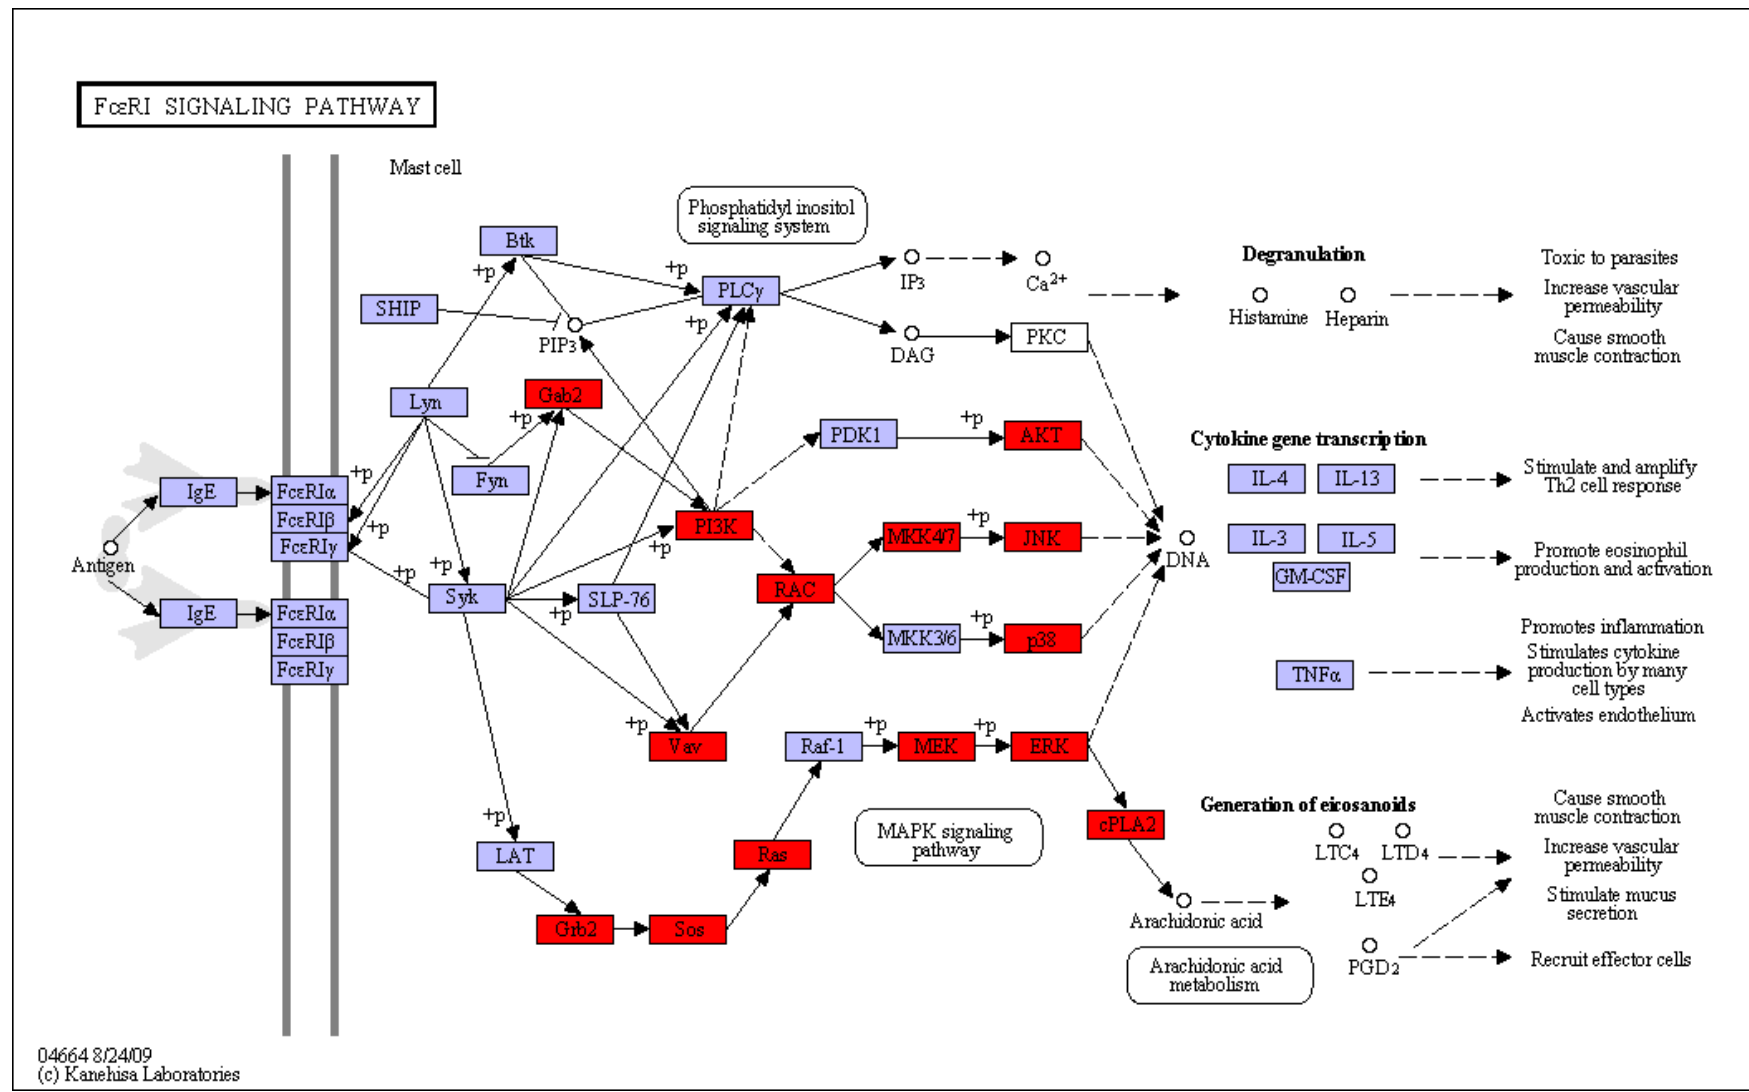 FcεRI SIGNALING PATHWAY
Mast cell
Phosphatidyl inositol
signaling system
Btk
+p
+p
PLCγ
+p
SHIP
PIP3
IP3
Ca2+
DAG
PKC
Degranulation
Histamine
Heparin
Toxic to parasites
Increase vascular
permeability
Cause smooth
muscle contraction
Lyn
Gab2
+p
Fyn
PDK1
+p
AKT
Cytokine gene transcription
IL-4
IL-13
Stimulate and amplify
Th2 cell response
IL-3
IL-5
GM-CSF
Promote eosinophil
production and activation
Antigen
IgE
FcεRIα
FcεRIβ
FcεRIγ
+p
+p
IgE
FcεRIα
FcεRIβ
FcεRIγ
+p
+p
Syk
+p
SLP-76
PI3K
+p
RAC
MKK4/7
+p
JNK
MKK3/6
+p
p38
DNA
TNFα
Promotes inflammation
Stimulates cytokine
production by many
cell types
Activates endothelium
+p
Vav
Raf-1
+p
MEK
+p
ERK
MAPK signaling
pathway
+p
LAT
Grb2
Sos
Ras
cPLA2
Arachidonic acid
Arachidonic acid
metabolism
Generation of eicosanoids
LTC4
LTD4
LTE4
PGD2
Cause smooth
muscle contraction
Increase vascular
permeability
Stimulate mucus
secretion
Recruit effector cells
04664 8/24/09
(c) Kanehisa Laboratories